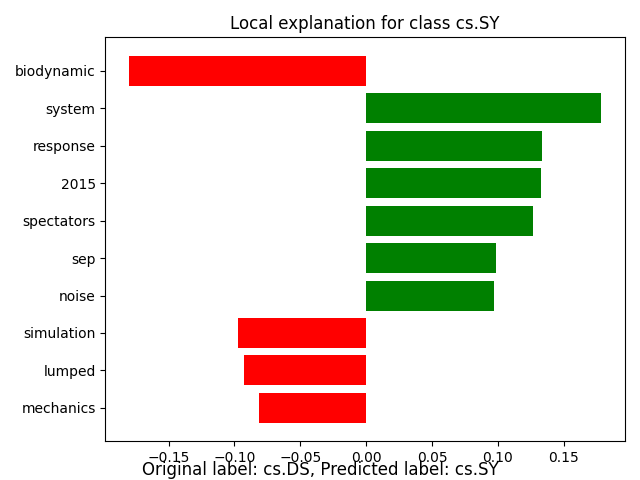 Local explanation for class cs.SY
biodynamic
system
response
2015
spectators
sep
noise
simulation
lumped
mechanics
−0.15 −0.10 −0.05 0.00 0.05 0.10 0.15
Original label: cs.DS, Predicted label: cs.SY